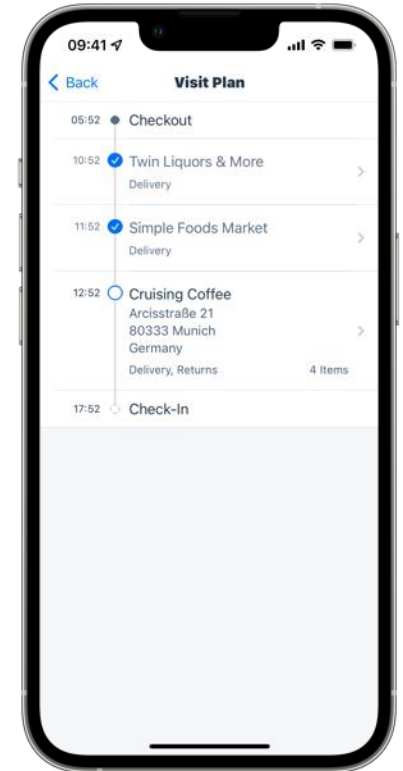 09:41
Back
Visit Plan
05:52 Checkout
10:52 Twin Liquors & More
Delivery
11:52 Simple Foods Market
Delivery
12:52 Cruising Coffee
Arcisstraße 21
80333 Munich
Germany
Delivery, Returns 4 Items
17:52 Check-In